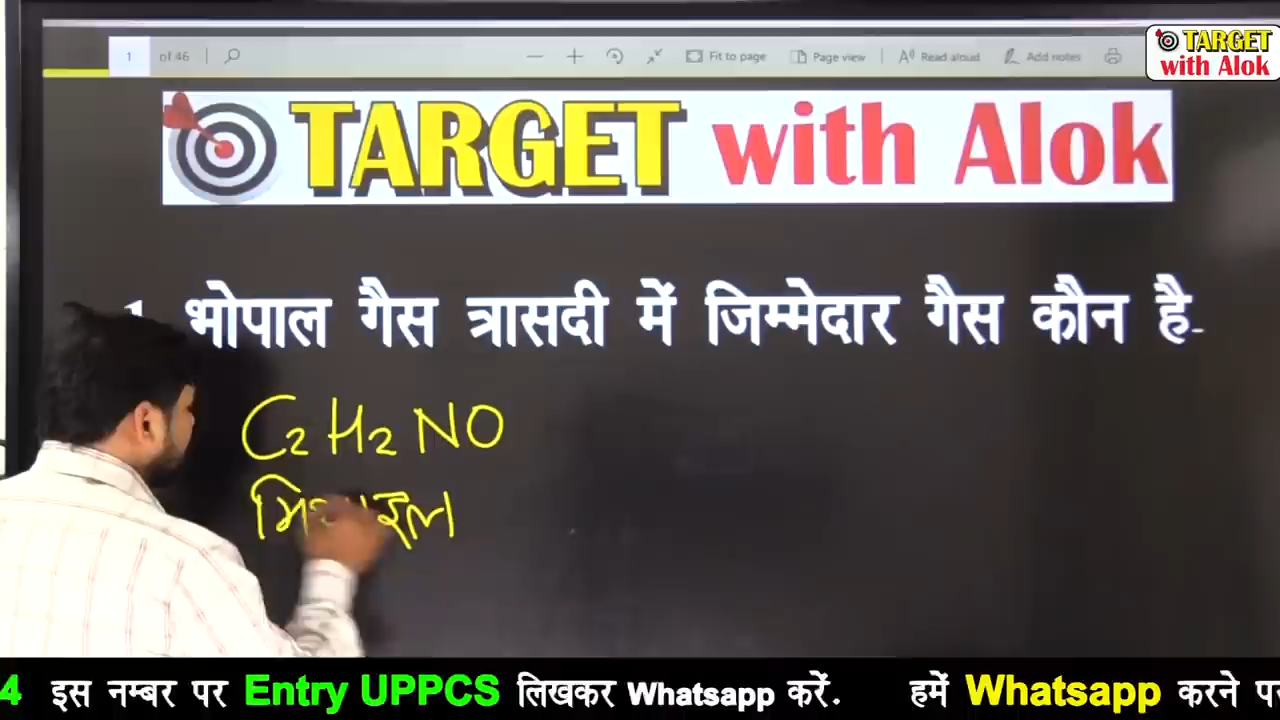 1 of 46 Fit to page Page view Read aloud Add notes
TARGET
with Alok
TARGET with Alok
1. भोपाल गैस त्रासदी में जिम्मेदार गैस कौन है-
C2H2NO
4 इस नम्बर पर Entry UPPCS लिखकर Whatsapp करें. हमें Whatsapp करने